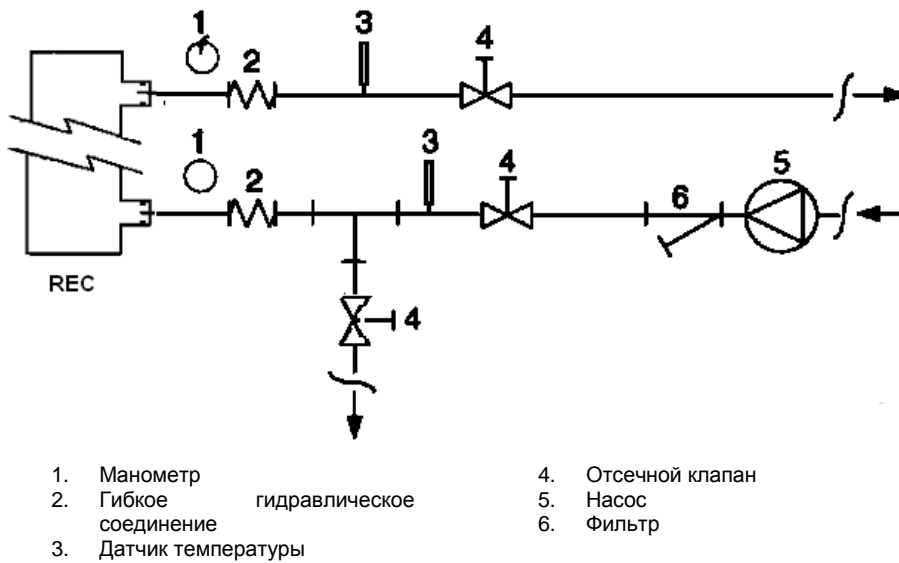 1
2
3
4
1
2
3
4
6
5
REC
4
1. Манометр
2. Гибкое гидравлическое
соединение
3. Датчик температуры
4. Отсечной клапан
5. Насос
6. Фильтр